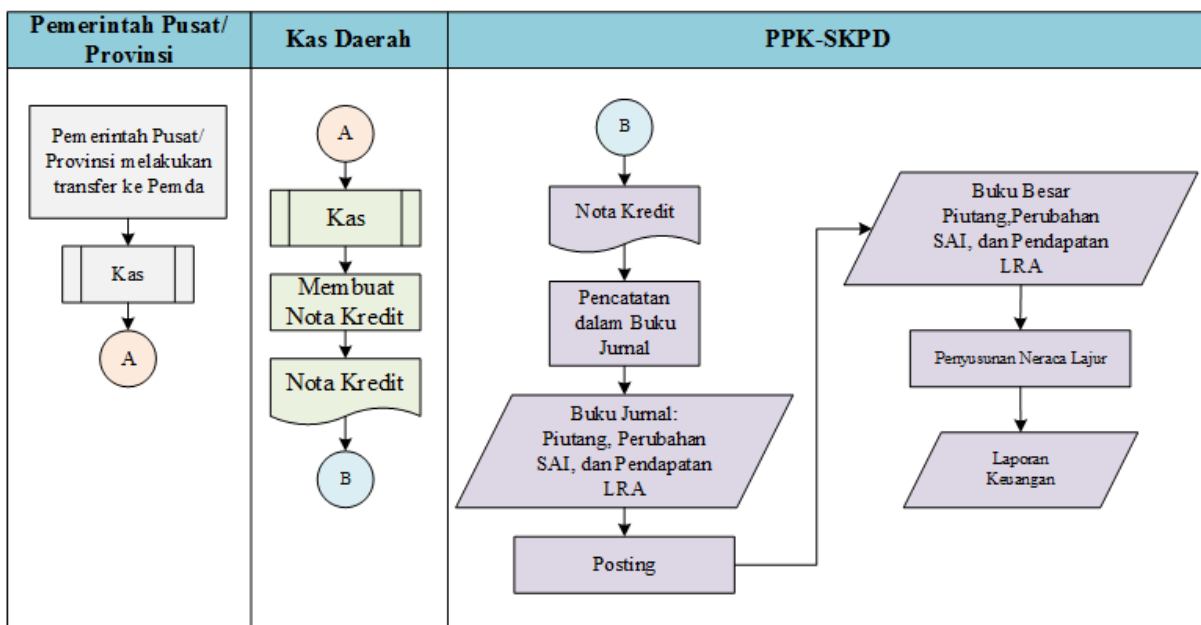 Pemerintah Pusat/
Provinsi
Kas Daerah
PPK-SKPD
Pemerintah Pusat/
Provinsi melakukan
transfer ke Pemda
Kas
A
A
Kas
Membuat
Nota Kredit
Nota Kredit
B
B
Nota Kredit
Pencatatan
dalam Buku
Jurnal
Buku Jurnal:
Piutang, Perubahan
SAI, dan Pendapatan
LRA
Posting
Buku Besar
Piutang,Perubahan
SAI, dan Pendapatan
LRA
Penyusunan Neraca Lajur
Laporan
Keuangan